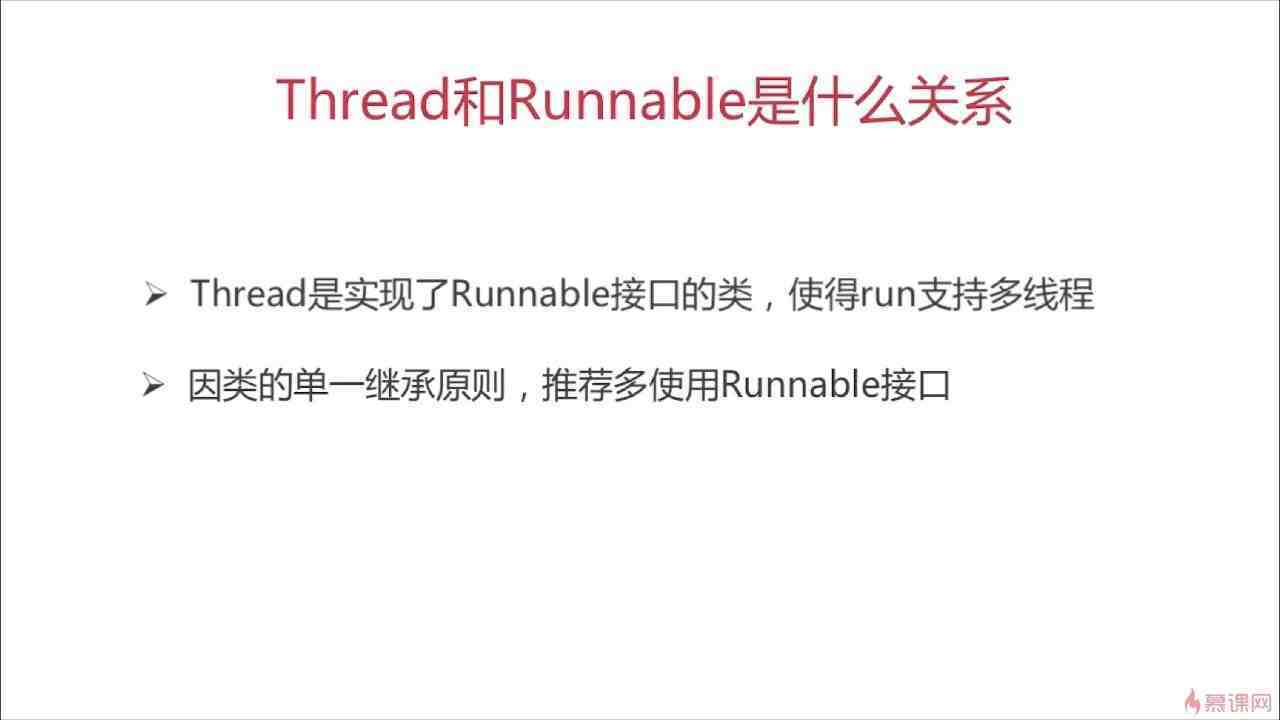 Thread和Runnable是什么关系
Thread是实现了Runnable接口的类，使得run支持多线程
因类的单一继承原则，推荐多使用Runnable接口
慕课网